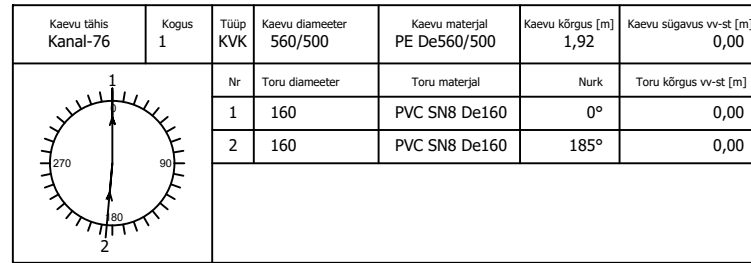 Kaevu tähis Kogus Tüüp Kaevu diameeter Kaevu materjal Kaevu kõrgus [m] Kaevu sügavus vv-st [m]
Kanal-76 1 KVK 560/500 PE De560/500 1,92 0,00
Nr Toru diameeter Toru materjal Nurk Toru kõrgus vv-st [m]
1 160 PVC SN8 De160 0° 0,00
2 160 PVC SN8 De160 185° 0,00
1
0
270 90
180
2